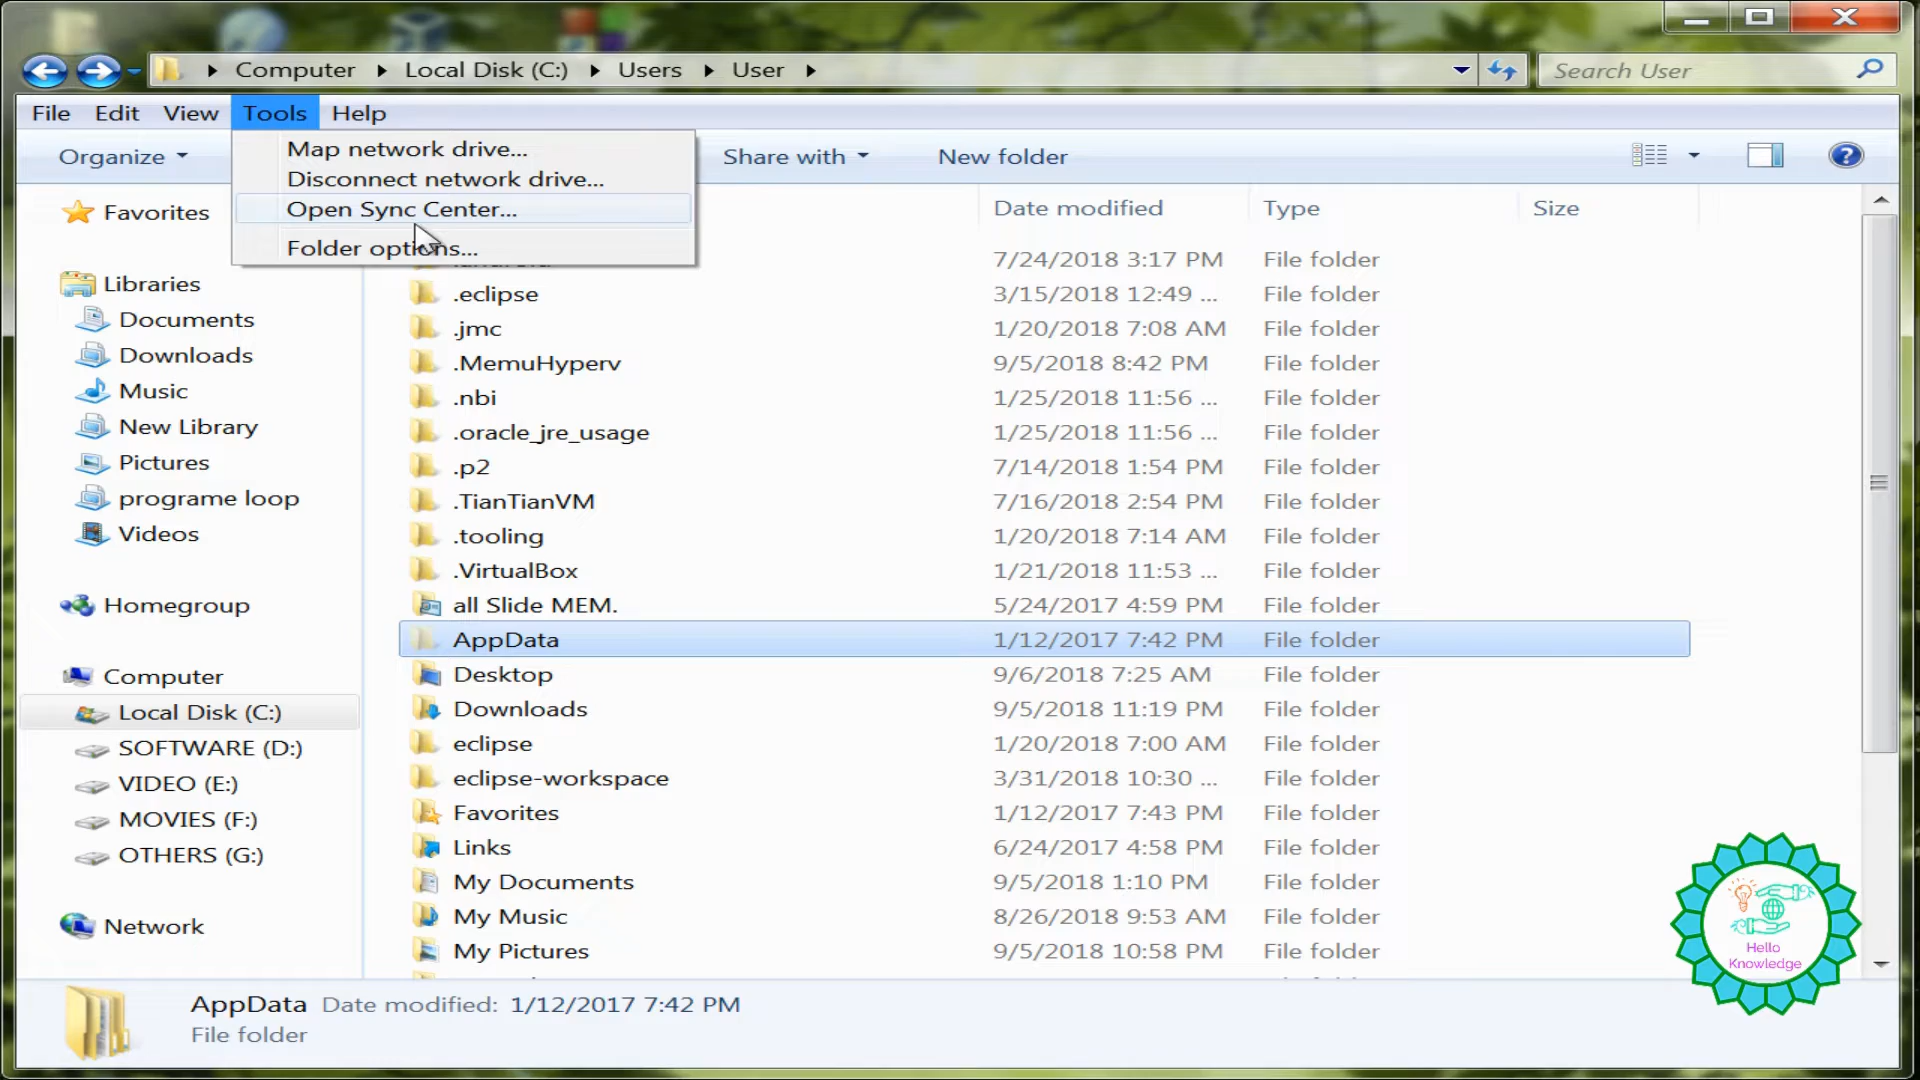 Computer Local Disk (C:) Users User
Search User
File Edit View Tools Help
Organize Share with New folder
Map network drive...
Disconnect network drive...
Open Sync Center...
Folder options...
Favorites
Libraries
Documents
Downloads
Music
New Library
Pictures
programe loop
Videos
Homegroup
Computer
Local Disk (C:)
SOFTWARE (D:)
VIDEO (E:)
MOVIES (F:)
OTHERS (G:)
Network
Date modified Type Size
7/24/2018 3:17 PM File folder
.eclipse 3/15/2018 12:49 ... File folder
.jmc 1/20/2018 7:08 AM File folder
.MemuHyperv 9/5/2018 8:42 PM File folder
.nbi 1/25/2018 11:56 ... File folder
.oracle_jre_usage 1/25/2018 11:56 ... File folder
.p2 7/14/2018 1:54 PM File folder
.TianTianVM 7/16/2018 2:54 PM File folder
.tooling 1/20/2018 7:14 AM File folder
.VirtualBox 1/21/2018 11:53 ... File folder
all Slide MEM. 5/24/2017 4:59 PM File folder
AppData 1/12/2017 7:42 PM File folder
Desktop 9/6/2018 7:25 AM File folder
Downloads 9/5/2018 11:19 PM File folder
eclipse 1/20/2018 7:00 AM File folder
eclipse-workspace 3/31/2018 10:30 ... File folder
Favorites 1/12/2017 7:43 PM File folder
Links 6/24/2017 4:58 PM File folder
My Documents 9/5/2018 1:10 PM File folder
My Music 8/26/2018 9:53 AM File folder
My Pictures 9/5/2018 10:58 PM File folder
Hello
Knowledge
AppData Date modified: 1/12/2017 7:42 PM
File folder